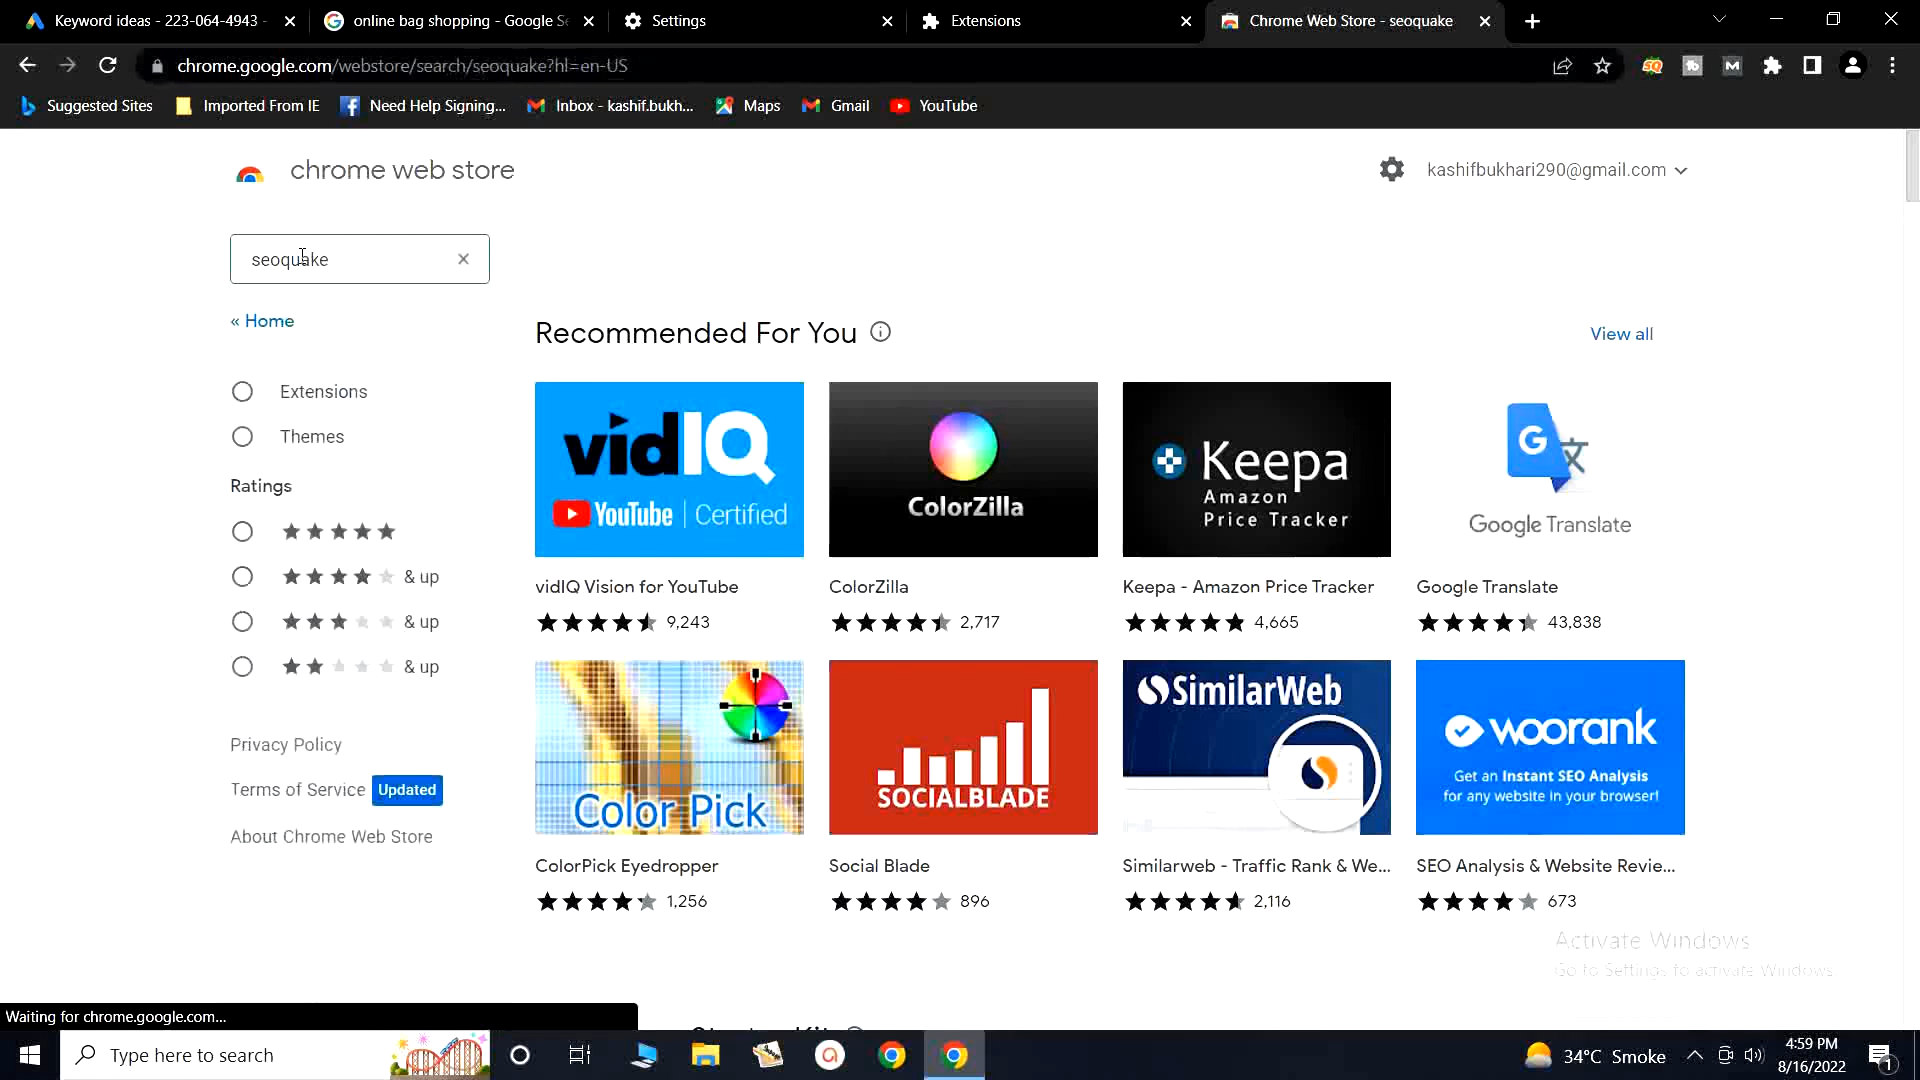 Keyword ideas - 223-064-4943 -
online bag shopping - Google Se
Settings
Extensions
Chrome Web Store - seoquake
chrome.google.com/webstore/search/seoquake?hl=en-US
Suggested Sites
Imported From IE
Need Help Signing...
Inbox - kashif.bukh...
Maps
Gmail
YouTube
chrome web store
kashifbukhari290@gmail.com
seoquake
« Home
Recommended For You
View all
Extensions
Themes
Ratings
& up
& up
& up
vidIQ
YouTube | Certified
ColorZilla
Keepa
Amazon
Price Tracker
Google Translate
vidIQ Vision for YouTube
ColorZilla
Keepa - Amazon Price Tracker
Google Translate
9,243
2,717
4,665
43,838
Color Pick
SOCIALBLADE
SimilarWeb
woorank
Get an Instant SEO Analysis
for any website in your browser!
Privacy Policy
Terms of Service Updated
About Chrome Web Store
ColorPick Eyedropper
Social Blade
Similarweb - Traffic Rank & We...
SEO Analysis & Website Revie...
1,256
896
2,116
673
Activate Windows
Go to Settings to activate Windows
Waiting for chrome.google.com...
Type here to search
34°C Smoke
4:59 PM
8/16/2022
1